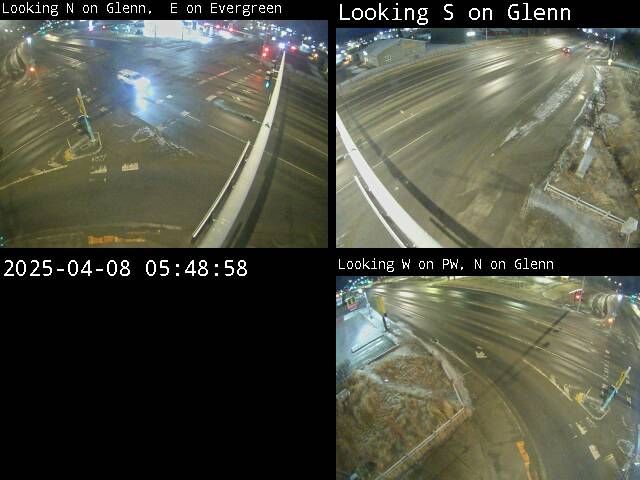 Looking N on Glenn,  E on Evergreen
Looking S on Glenn
2025-04-08 05:48:58
Looking W on PW, N on Glenn